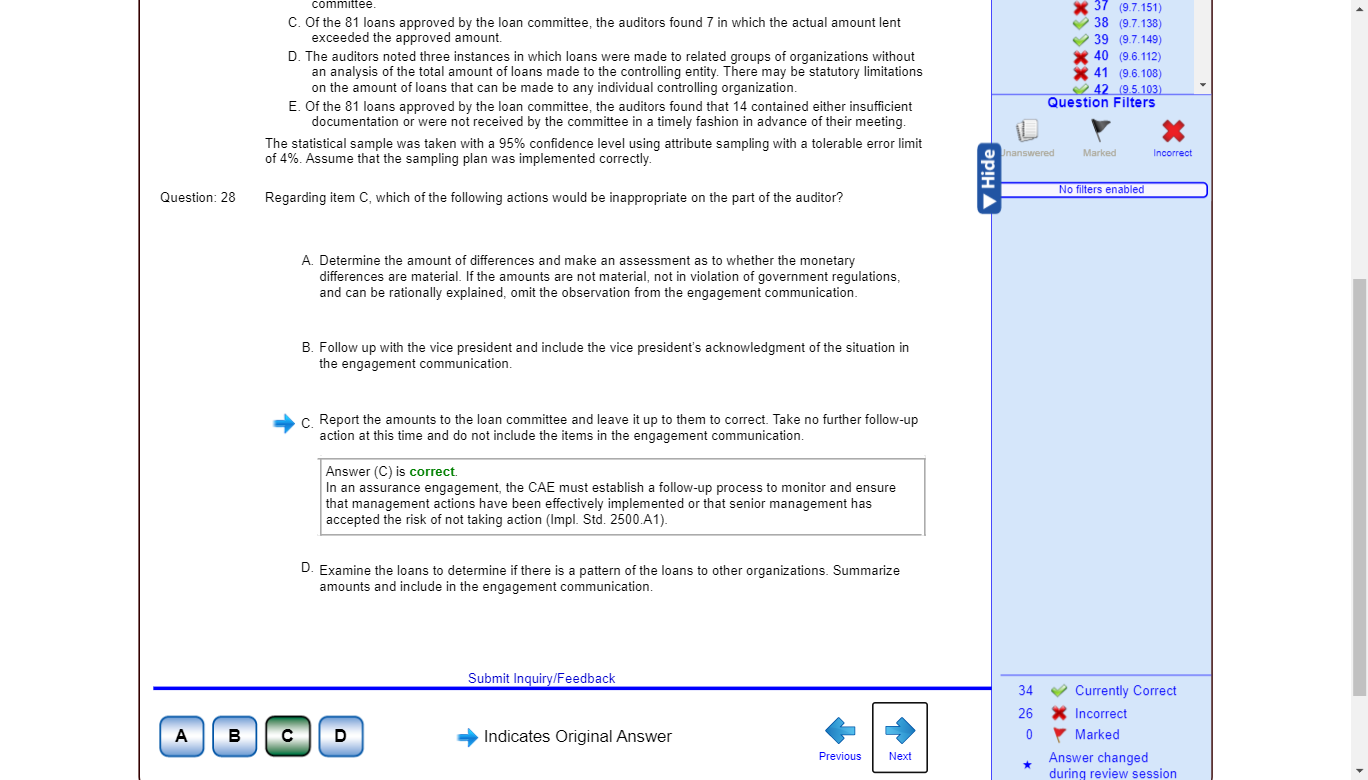 committee.
C. Of the 81 loans approved by the loan committee, the auditors found 7 in which the actual amount lent
exceeded the approved amount.
D. The auditors noted three instances in which loans were made to related groups of organizations without
an analysis of the total amount of loans made to the controlling entity. There may be statutory limitations
on the amount of loans that can be made to any individual controlling organization.
E. Of the 81 loans approved by the loan committee, the auditors found that 14 contained either insufficient
documentation or were not received by the committee in a timely fashion in advance of their meeting.
The statistical sample was taken with a 95% confidence level using attribute sampling with a tolerable error limit
of 4%. Assume that the sampling plan was implemented correctly.
Question: 28 Regarding item C, which of the following actions would be inappropriate on the part of the auditor?
A. Determine the amount of differences and make an assessment as to whether the monetary
differences are material. If the amounts are not material, not in violation of government regulations,
and can be rationally explained, omit the observation from the engagement communication.
B. Follow up with the vice president and include the vice president's acknowledgment of the situation in
the engagement communication.
C. Report the amounts to the loan committee and leave it up to them to correct. Take no further follow-up
action at this time and do not include the items in the engagement communication.
Answer (C) is correct.
In an assurance engagement, the CAE must establish a follow-up process to monitor and ensure
that management actions have been effectively implemented or that senior management has
accepted the risk of not taking action (Impl. Std. 2500.A1).
D. Examine the loans to determine if there is a pattern of the loans to other organizations. Summarize
amounts and include in the engagement communication.
Submit Inquiry/Feedback
A B C D
Indicates Original Answer
Previous Next
37 (9.7.151)
38 (9.7.138)
39 (9.7.149)
40 (9.6.112)
41 (9.6.108)
42 (9.5.103)
Question Filters
Unanswered Marked Incorrect
Hide
No filters enabled
34 Currently Correct
26 Incorrect
0 Marked
Answer changed
during review session